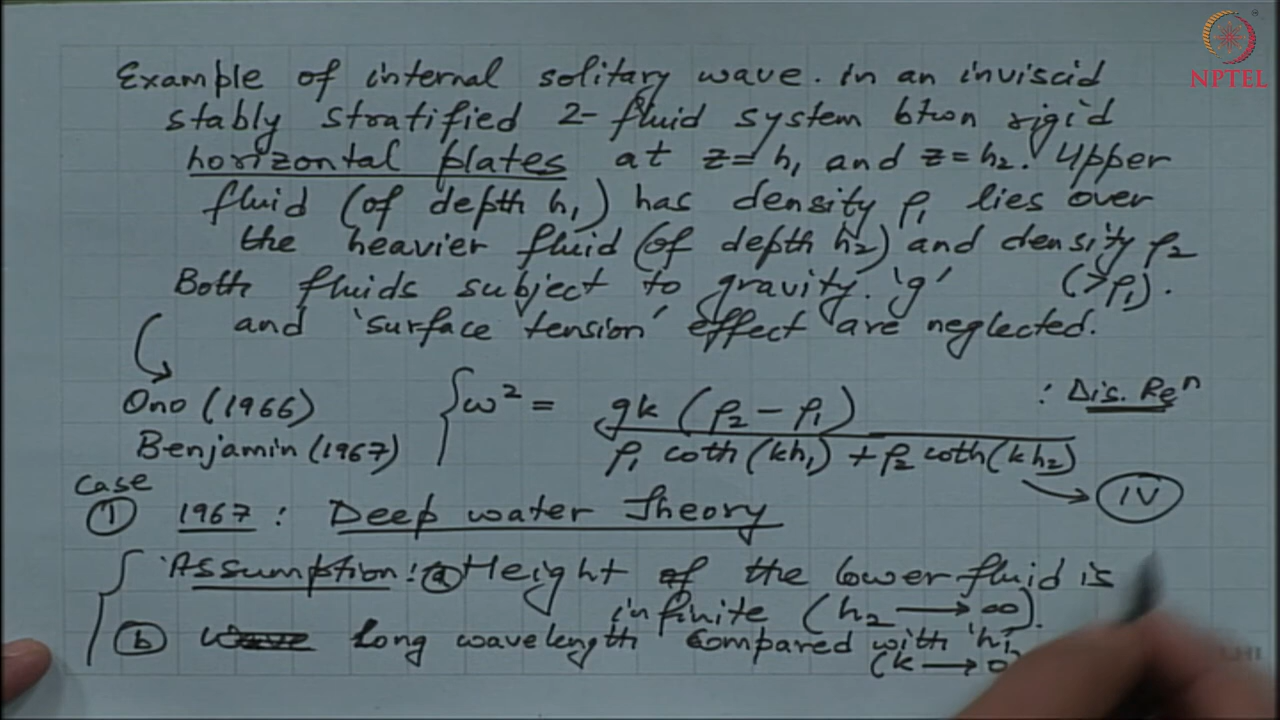 NPTEL
Example of internal solitary wave. In an inviscid
stably stratified 2-fluid system btwn rigid
horizontal plates at z=h₁ and z=h₂. Upper
fluid (of depth h₁) has density ρ₁ lies over
the heavier fluid (of depth h₂) and density ρ₂
Both fluids subject to gravity. 'g' (>ρ₁).
and 'surface tension' effect are neglected.
Ono (1966) { ω² = gk (ρ₂ - ρ₁) : Dis. Reⁿ
Benjamin (1967) ρ₁ coth(kh₁) + ρ₂ coth(kh₂)
Case → IV
① 1967 : Deep water Theory
{ Assumption: ⓐ Height of the lower fluid is
infinite (h₂ → ∞).
ⓑ Long wavelength compared with 'h₁
(k → 0